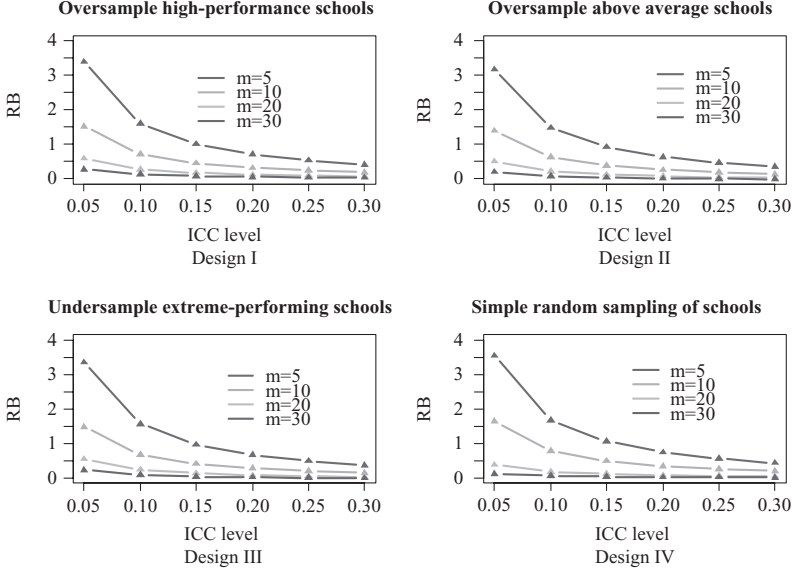 Oversample high-performance schools
4
3
2
1
0
RB
m=5
m=10
m=20
m=30
0.05 0.10 0.15 0.20 0.25 0.30
ICC level
Design I
Oversample above average schools
4
3
2
1
0
RB
m=5
m=10
m=20
m=30
0.05 0.10 0.15 0.20 0.25 0.30
ICC level
Design II
Undersample extreme-performing schools
4
3
2
1
0
RB
m=5
m=10
m=20
m=30
0.05 0.10 0.15 0.20 0.25 0.30
ICC level
Design III
Simple random sampling of schools
4
3
2
1
0
RB
m=5
m=10
m=20
m=30
0.05 0.10 0.15 0.20 0.25 0.30
ICC level
Design IV